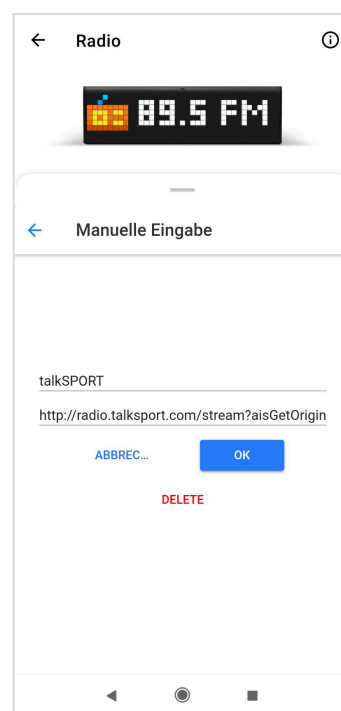 Radio
89.5 FM
Manuelle Eingabe
talkSPORT
http://radio.talksport.com/stream?aisGetOrigin
ABBREC... OK
DELETE